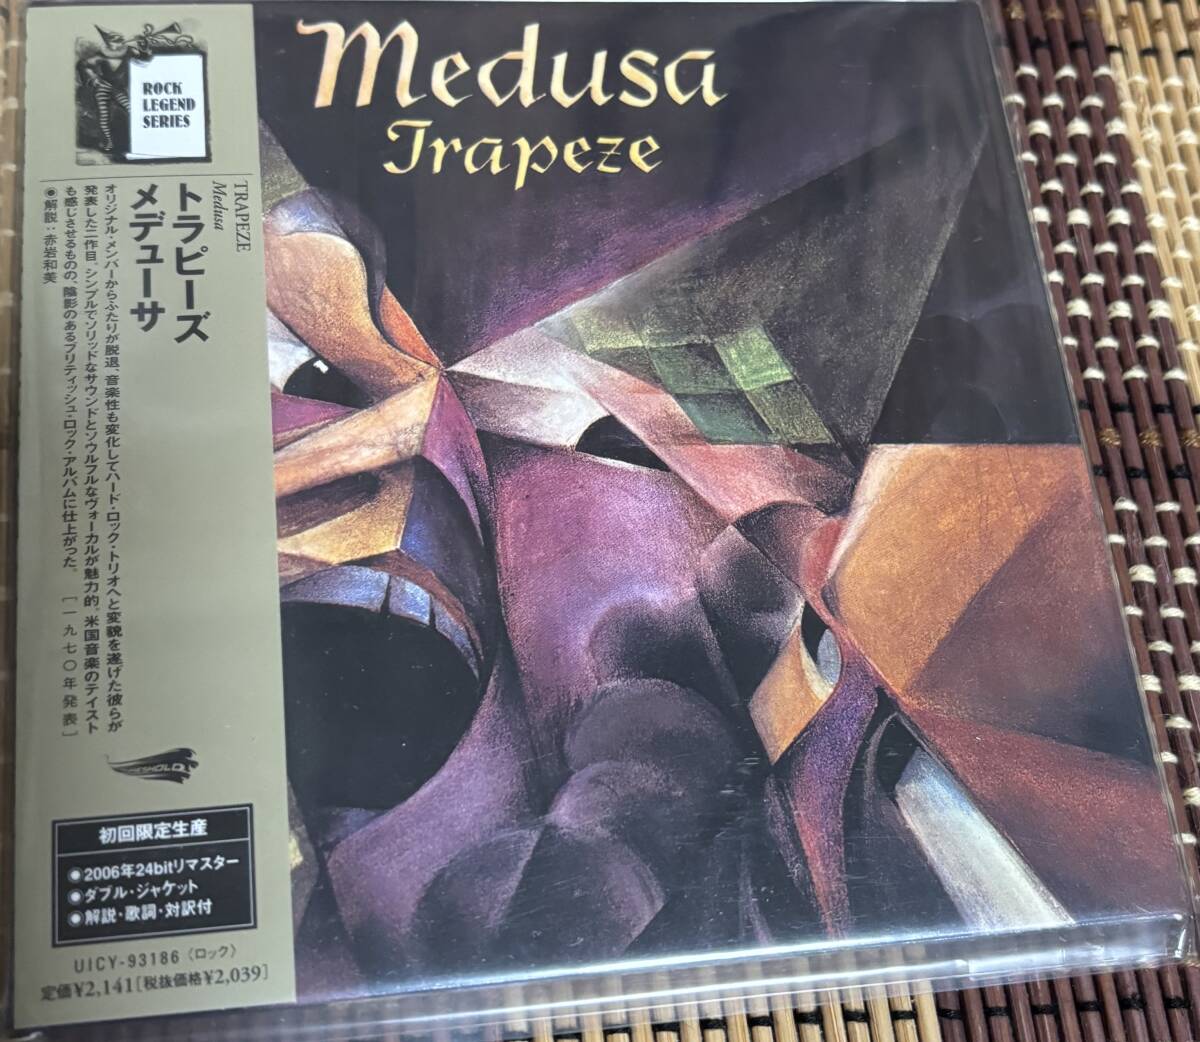 Medusa
Trapeze
ROCK
LEGEND
SERIES
TRAPEZE
Medusa
トラピーズ
メデューサ
オリジナル・メンバーからふたりが脱退、音楽性も変化してハード・ロック・トリオへと変貌を遂げた彼らが
発表した二作目。シンプルでソリッドなサウンドとソウルフルなヴォーカルが魅力的。米国音楽のテイスト
も感じさせるものの、陰影のあるブリティッシュ・ロック・アルバムに仕上がった。 [一九七〇年発表]
●解説：赤岩和美
THRESHOLD
初回限定生産
●2006年24bitリマスター
●ダブル・ジャケット
●解説・歌詞・対訳付
UICY-93186〈ロック〉
定価¥2,141[税抜価格¥2,039]